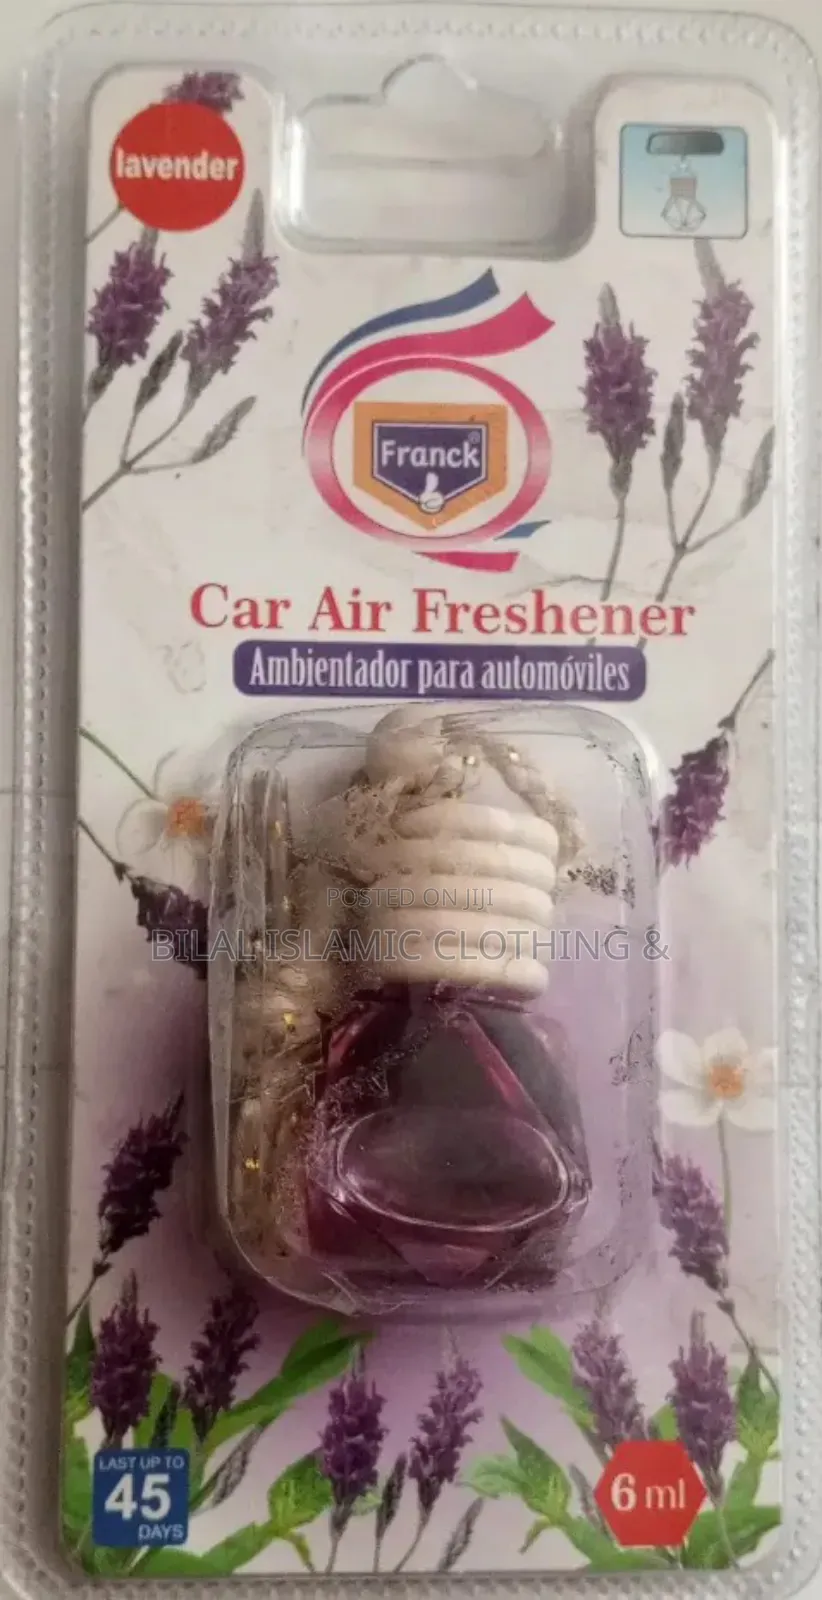 lavender
Franck®
Car Air Freshener
Ambientador para automóviles
POSTED ON JIJI
BILAL ISLAMIC CLOTHING &
LAST UP TO
45
DAYS
6 ml